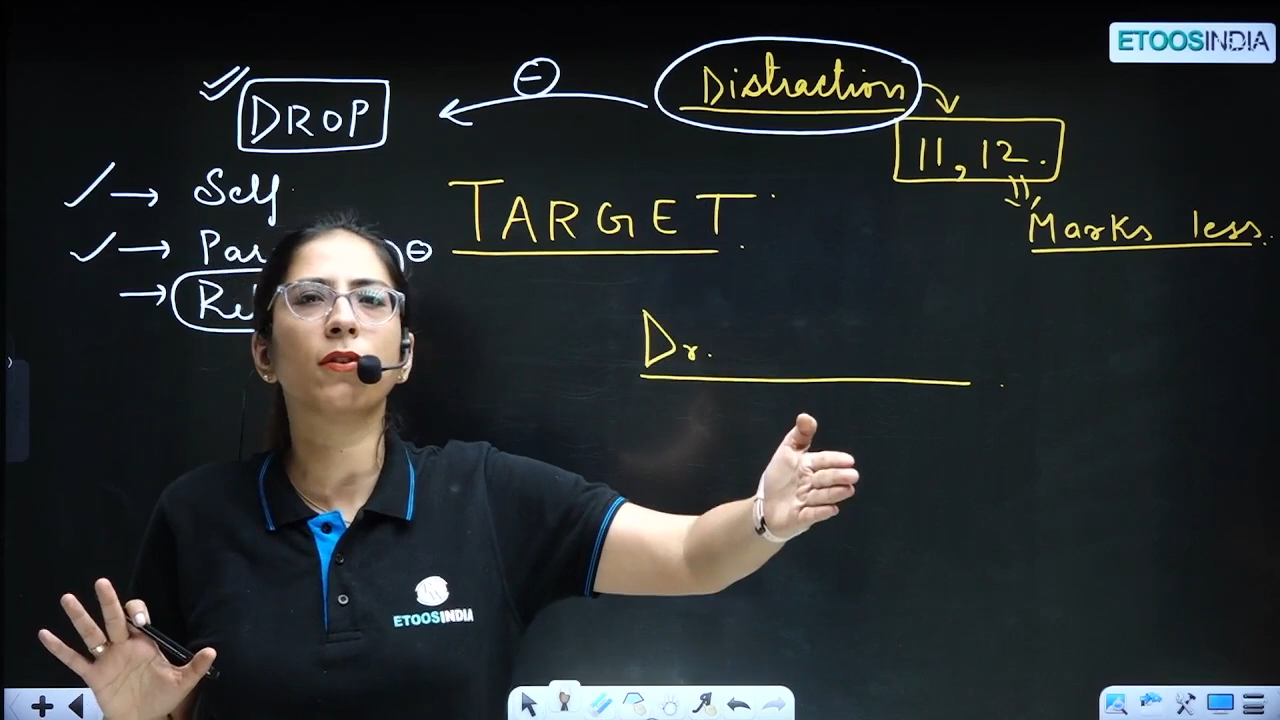 ETOOSINDIA
Distraction
DROP
11, 12.
Self
TARGET
Marks less.
Dr.
ETOOSINDIA